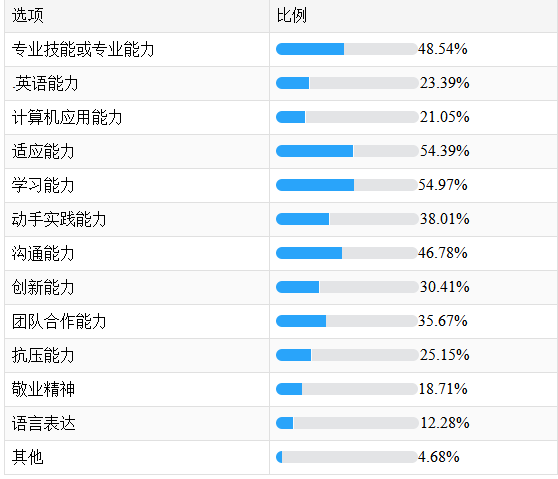 选项 比例
专业技能或专业能力 48.54%
.英语能力 23.39%
计算机应用能力 21.05%
适应能力 54.39%
学习能力 54.97%
动手实践能力 38.01%
沟通能力 46.78%
创新能力 30.41%
团队合作能力 35.67%
抗压能力 25.15%
敬业精神 18.71%
语言表达 12.28%
其他 4.68%